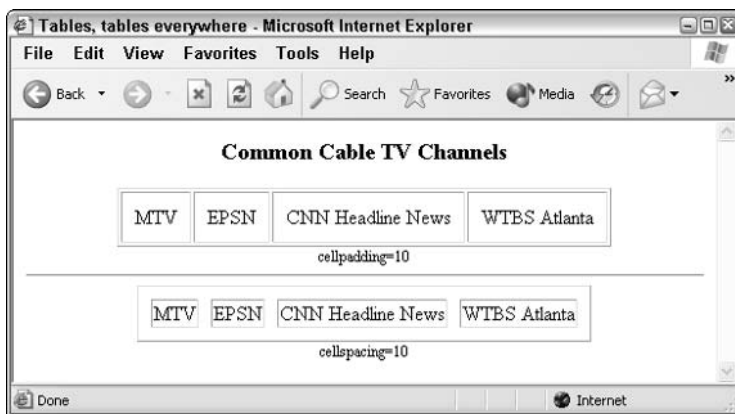 Tables, tables everywhere - Microsoft Internet Explorer
File Edit View Favorites Tools Help
Back Search Favorites Media
Common Cable TV Channels
MTV EPSN CNN Headline News WTBS Atlanta
cellpadding=10
MTV EPSN CNN Headline News WTBS Atlanta
cellspacing=10
Done Internet